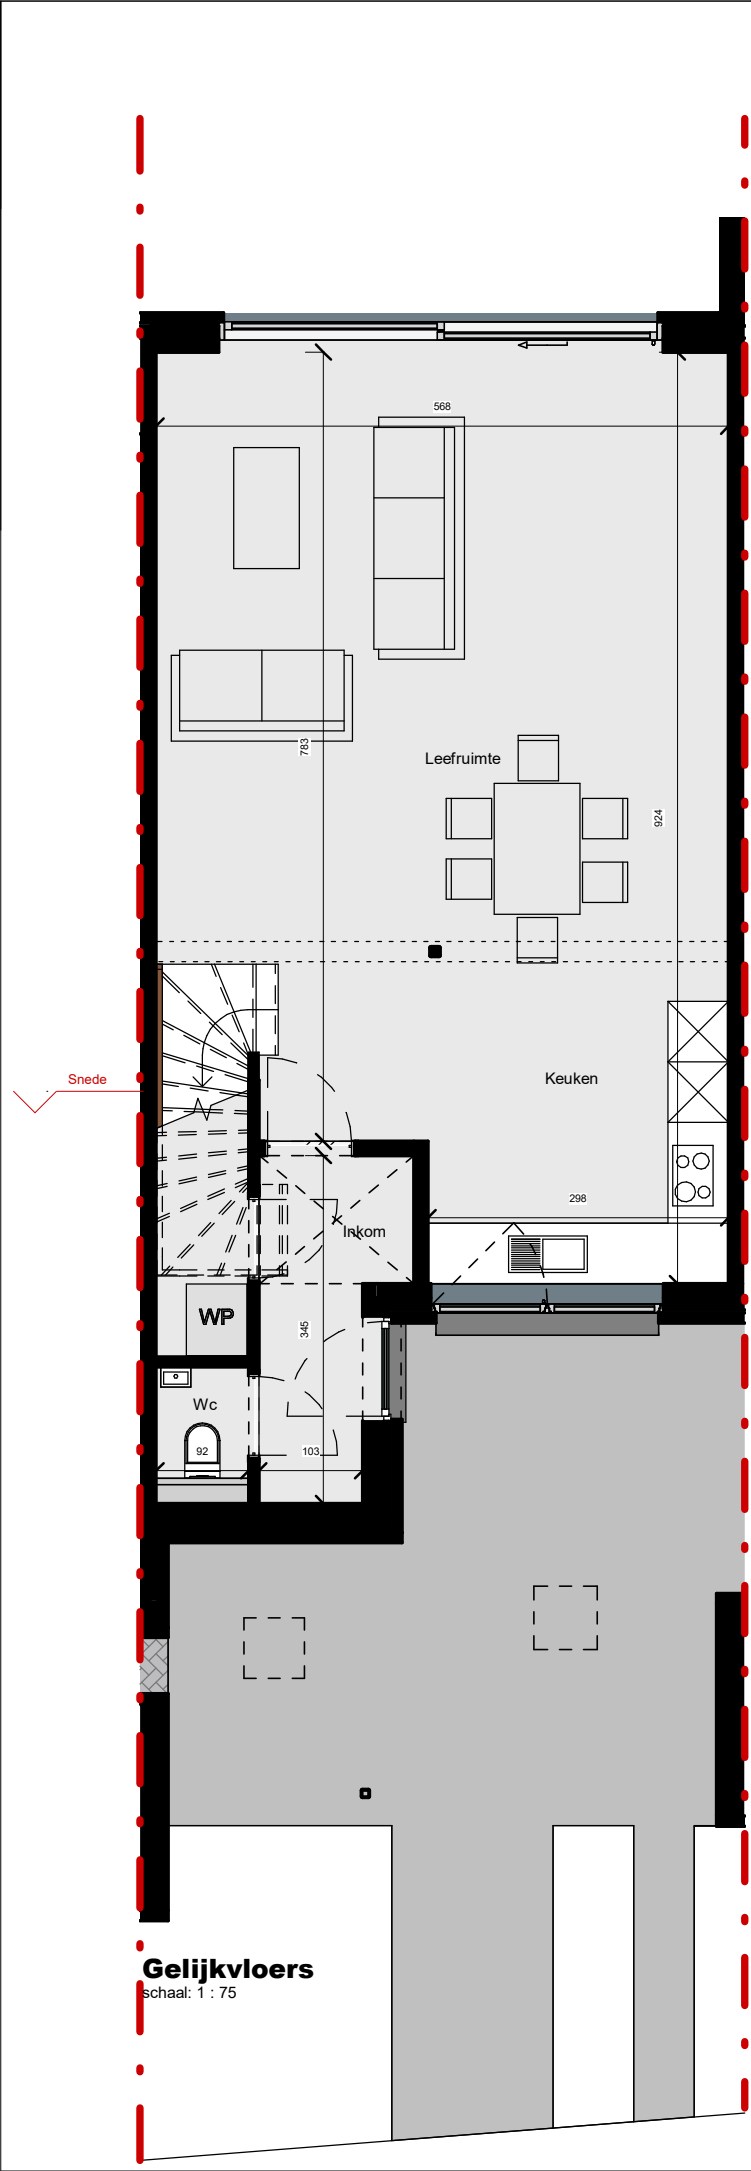 568
783
Leefruimte
924
Snede
Keuken
298
Inkom
WP
345
Wc
92
103
Gelijkvloers
schaal: 1 : 75